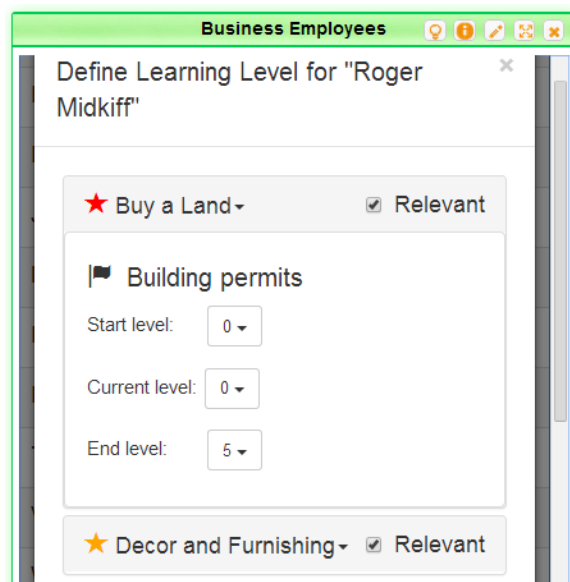 Business Employees
Define Learning Level for "Roger
Midkiff"
×
Buy a Land
Relevant
Building permits
Start level: 0
Current level: 0
End level: 5
Decor and Furnishing
Relevant